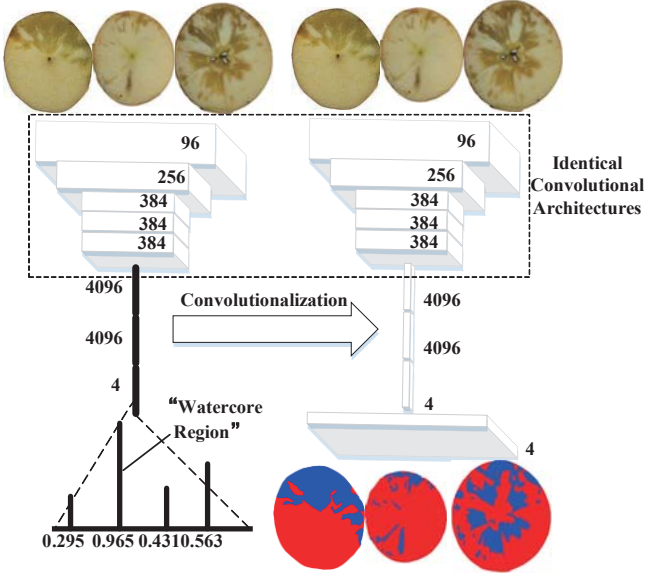 96
96
256
256
384
384
384
384
384
384
Identical
Convolutional
Architectures
4096
Convolutionalization
4096
4096
4096
4
4
“Watercore
Region”
4
0.295 0.965 0.4310.563